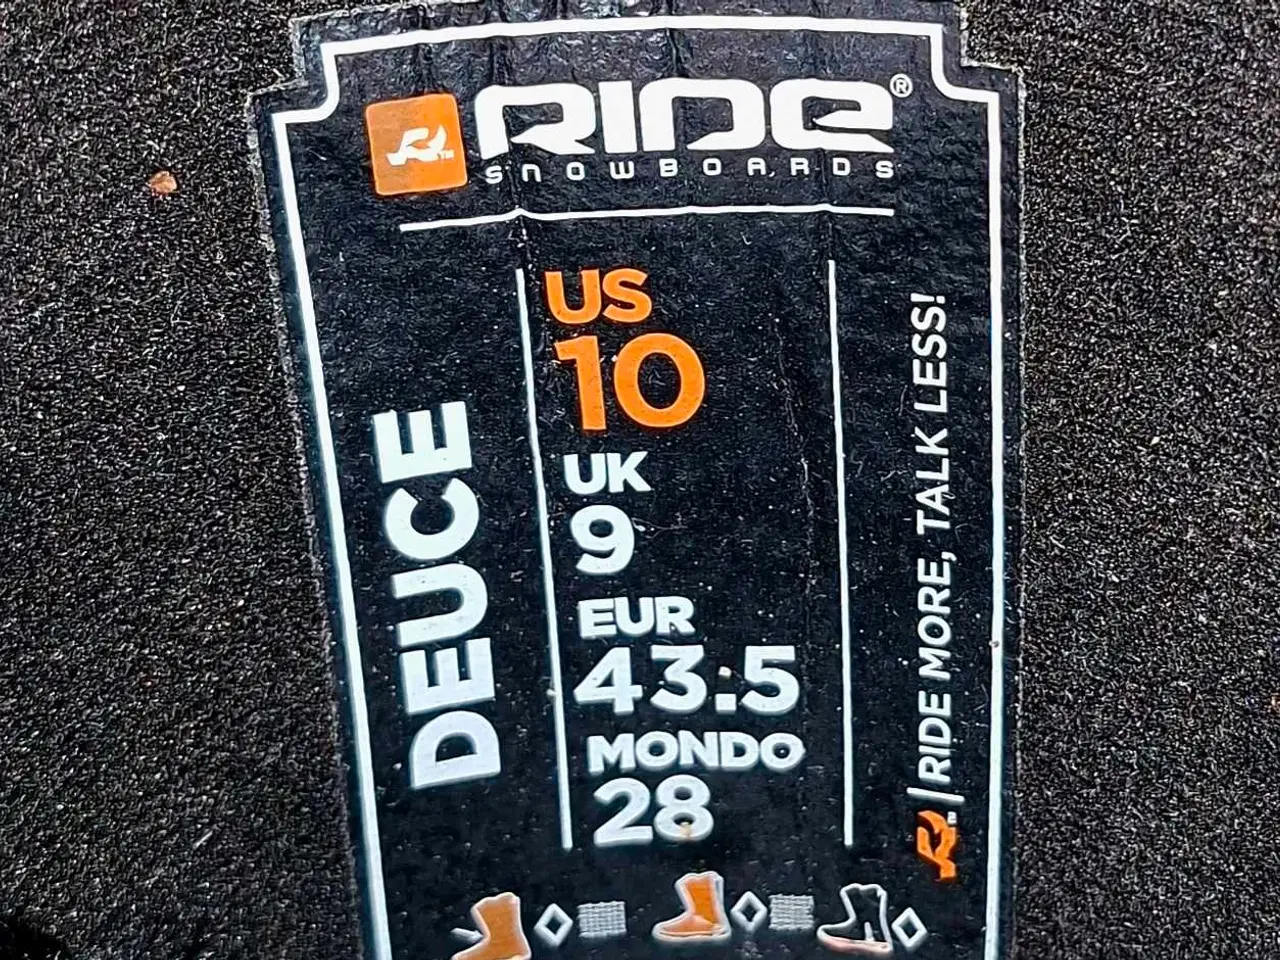 RIDE®
SNOWBOARDS
DEUCE
US
10
UK
9
EUR
43.5
MONDO
28
RIDE MORE, TALK LESS!